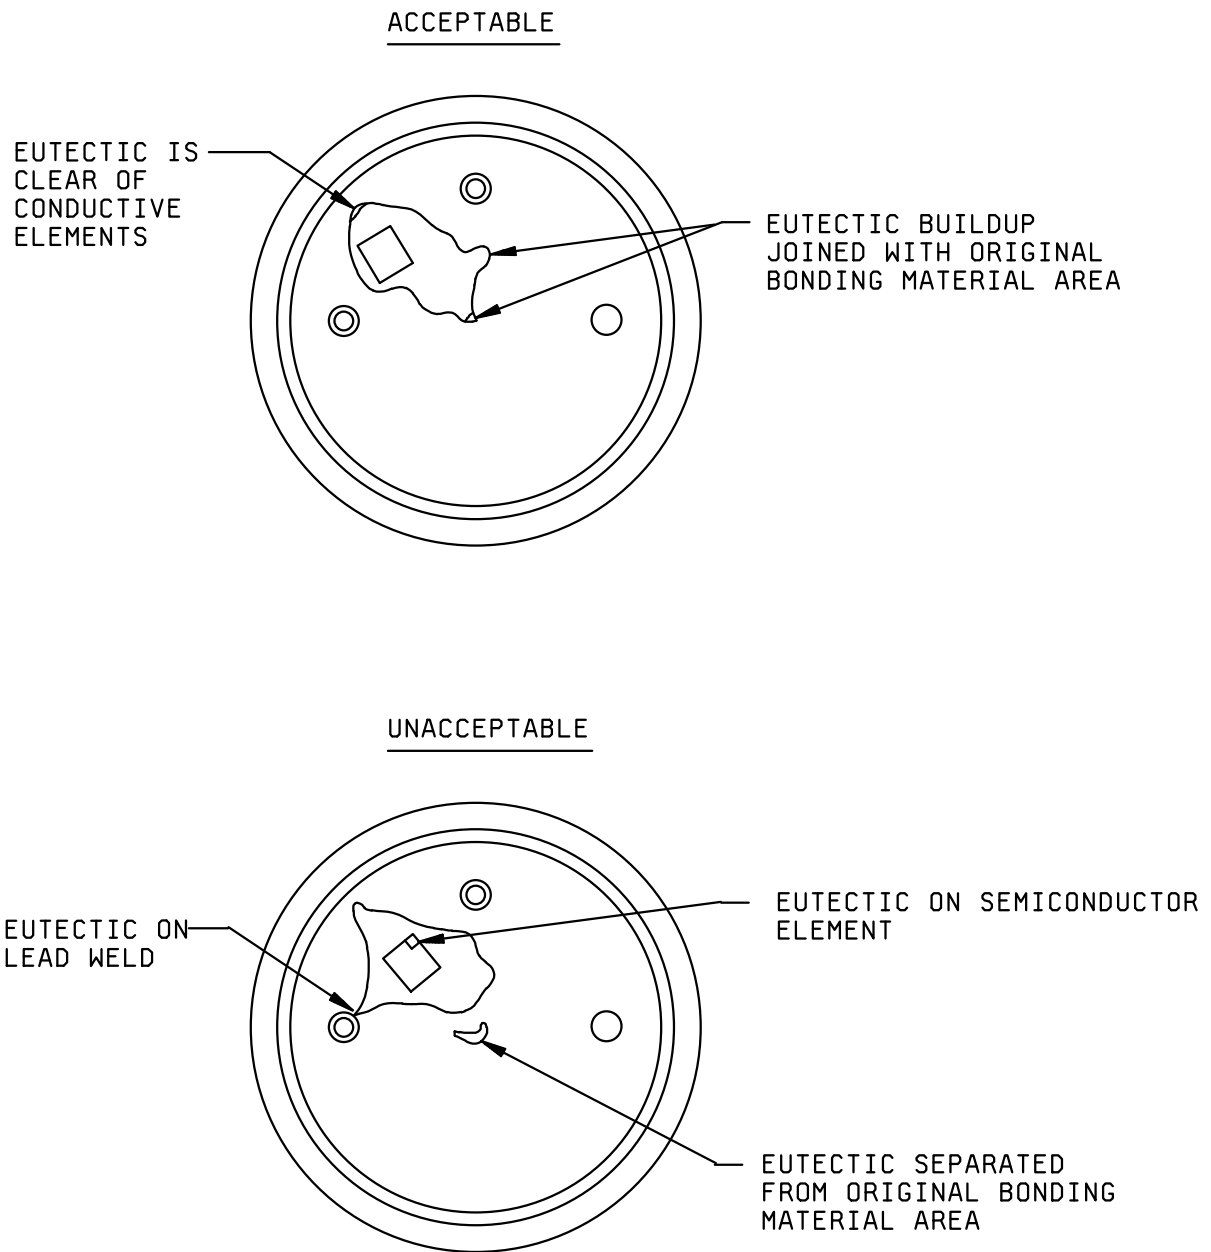 ACCEPTABLE
EUTECTIC IS
CLEAR OF
CONDUCTIVE
ELEMENTS
EUTECTIC BUILDUP
JOINED WITH ORIGINAL
BONDING MATERIAL AREA
UNACCEPTABLE
EUTECTIC ON
LEAD WELD
EUTECTIC ON SEMICONDUCTOR
ELEMENT
EUTECTIC SEPARATED
FROM ORIGINAL BONDING
MATERIAL AREA